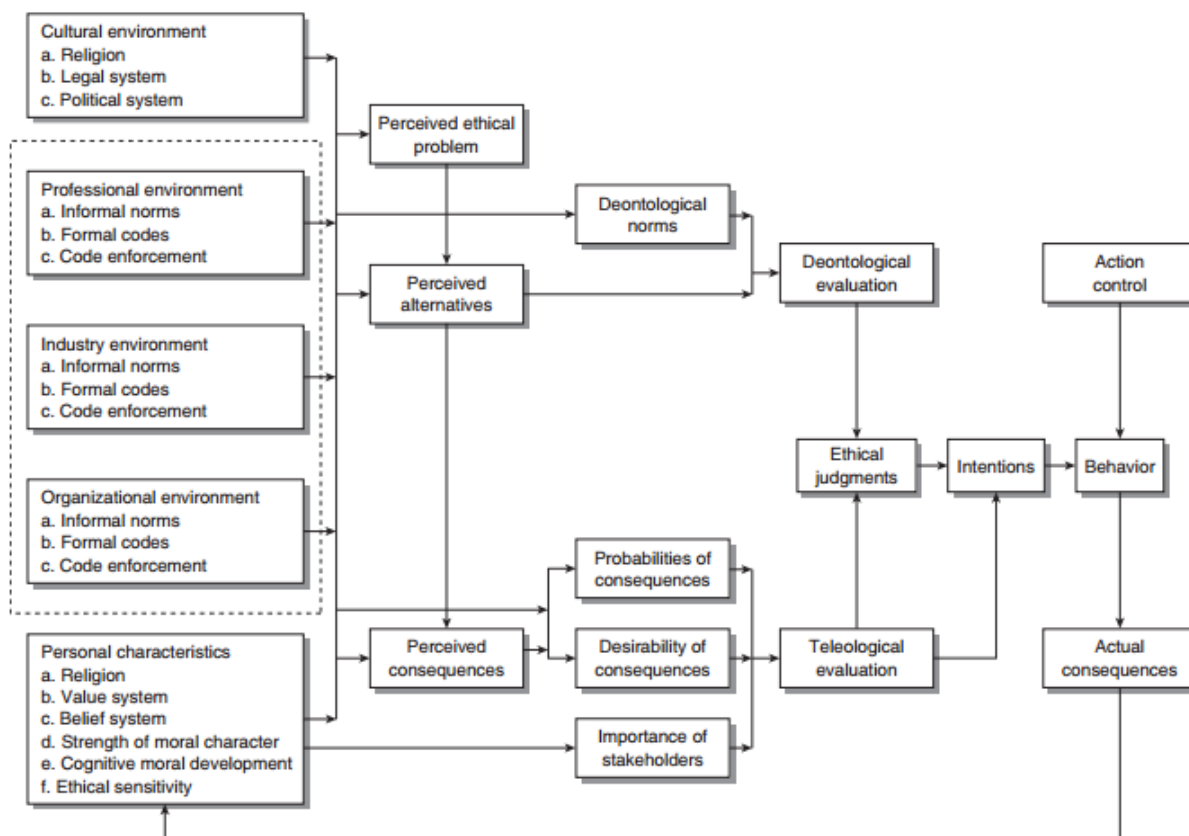 Cultural environment
a. Religion
b. Legal system
c. Political system
Perceived ethical
problem
Professional environment
a. Informal norms
b. Formal codes
c. Code enforcement
Deontological
norms
Perceived
alternatives
Deontological
evaluation
Action
control
Industry environment
a. Informal norms
b. Formal codes
c. Code enforcement
Ethical
judgments
Intentions
Behavior
Organizational environment
a. Informal norms
b. Formal codes
c. Code enforcement
Probabilities of
consequences
Perceived
consequences
Desirability of
consequences
Teleological
evaluation
Actual
consequences
Personal characteristics
a. Religion
b. Value system
c. Belief system
d. Strength of moral character
e. Cognitive moral development
f. Ethical sensitivity
Importance of
stakeholders